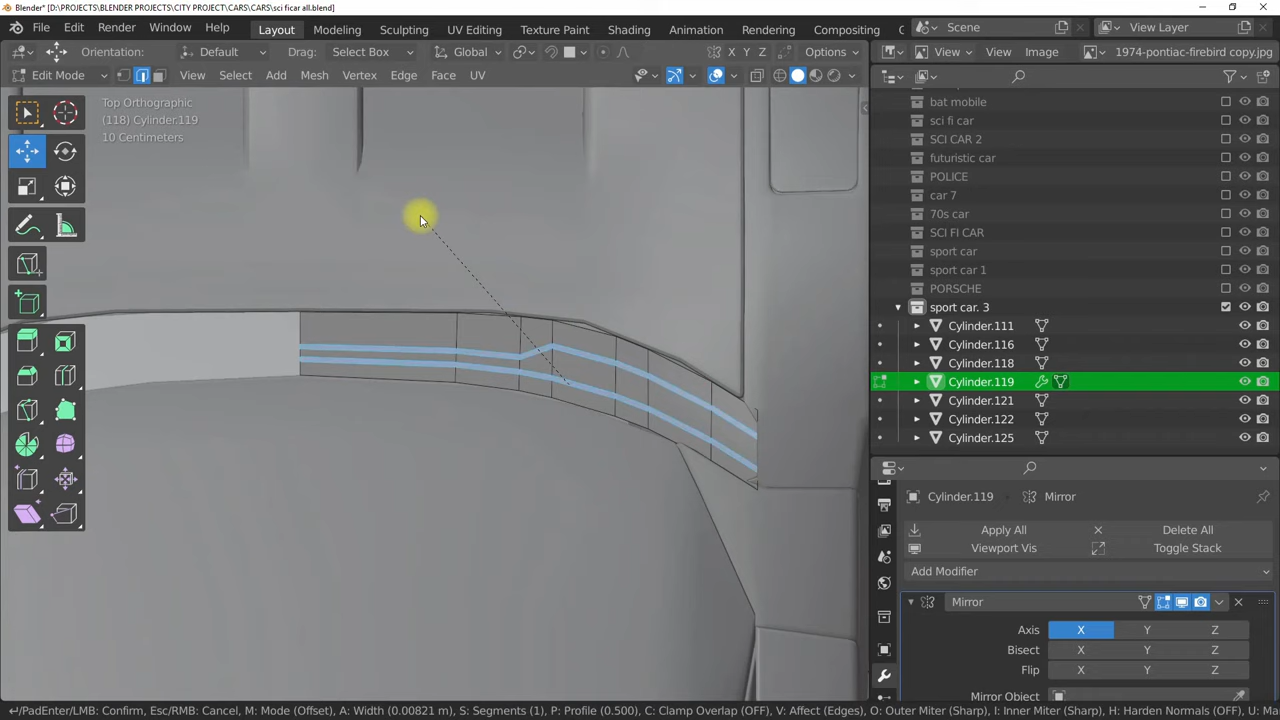 Blender* [D:\PROJECTS\BLENDER PROJECTS\CITY PROJECT\CARS\CARS\sci ficar all.blend]
File Edit Render Window Help Layout Modeling Sculpting UV Editing Texture Paint Shading Animation Rendering Compositing Scene View Layer
Orientation: Default Drag: Select Box Global X Y Z Options View View Image 1974-pontiac-firebird copy.jpg
Edit Mode View Select Add Mesh Vertex Edge Face UV
Top Orthographic
(118) Cylinder.119
10 Centimeters
bat mobile
sci fi car
SCI CAR 2
futuristic car
POLICE
car 7
70s car
SCI FI CAR
sport car
sport car 1
PORSCHE
sport car. 3
Cylinder.111
Cylinder.116
Cylinder.118
Cylinder.119
Cylinder.121
Cylinder.122
Cylinder.125
Cylinder.119 Mirror
Apply All Delete All
Viewport Vis Toggle Stack
Add Modifier
Mirror
Axis X Y Z
Bisect X Y Z
Flip X Y Z
Mirror Object
↵/PadEnter/LMB: Confirm, Esc/RMB: Cancel, M: Mode (Offset), A: Width (0.00821 m), S: Segments (1), P: Profile (0.500), C: Clamp Overlap (OFF), V: Affect (Edges), O: Outer Miter (Sharp), I: Inner Miter (Sharp), H: Harden Normals (OFF), U: Ma